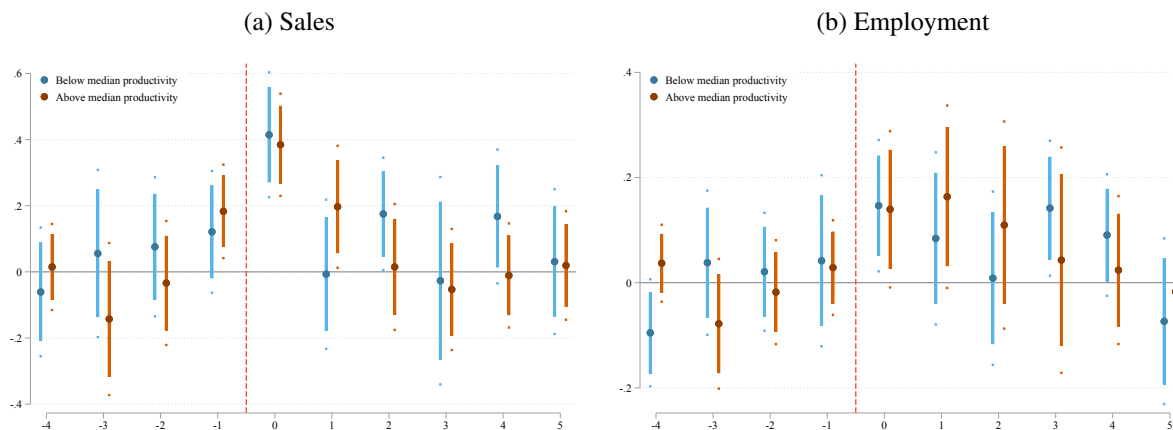 (a) Sales
.6
.4
.2
0
-.2
-.4
Below median productivity
Above median productivity
-4 -3 -2 -1 0 1 2 3 4 5
(b) Employment
.4
.2
0
-.2
Below median productivity
Above median productivity
-4 -3 -2 -1 0 1 2 3 4 5